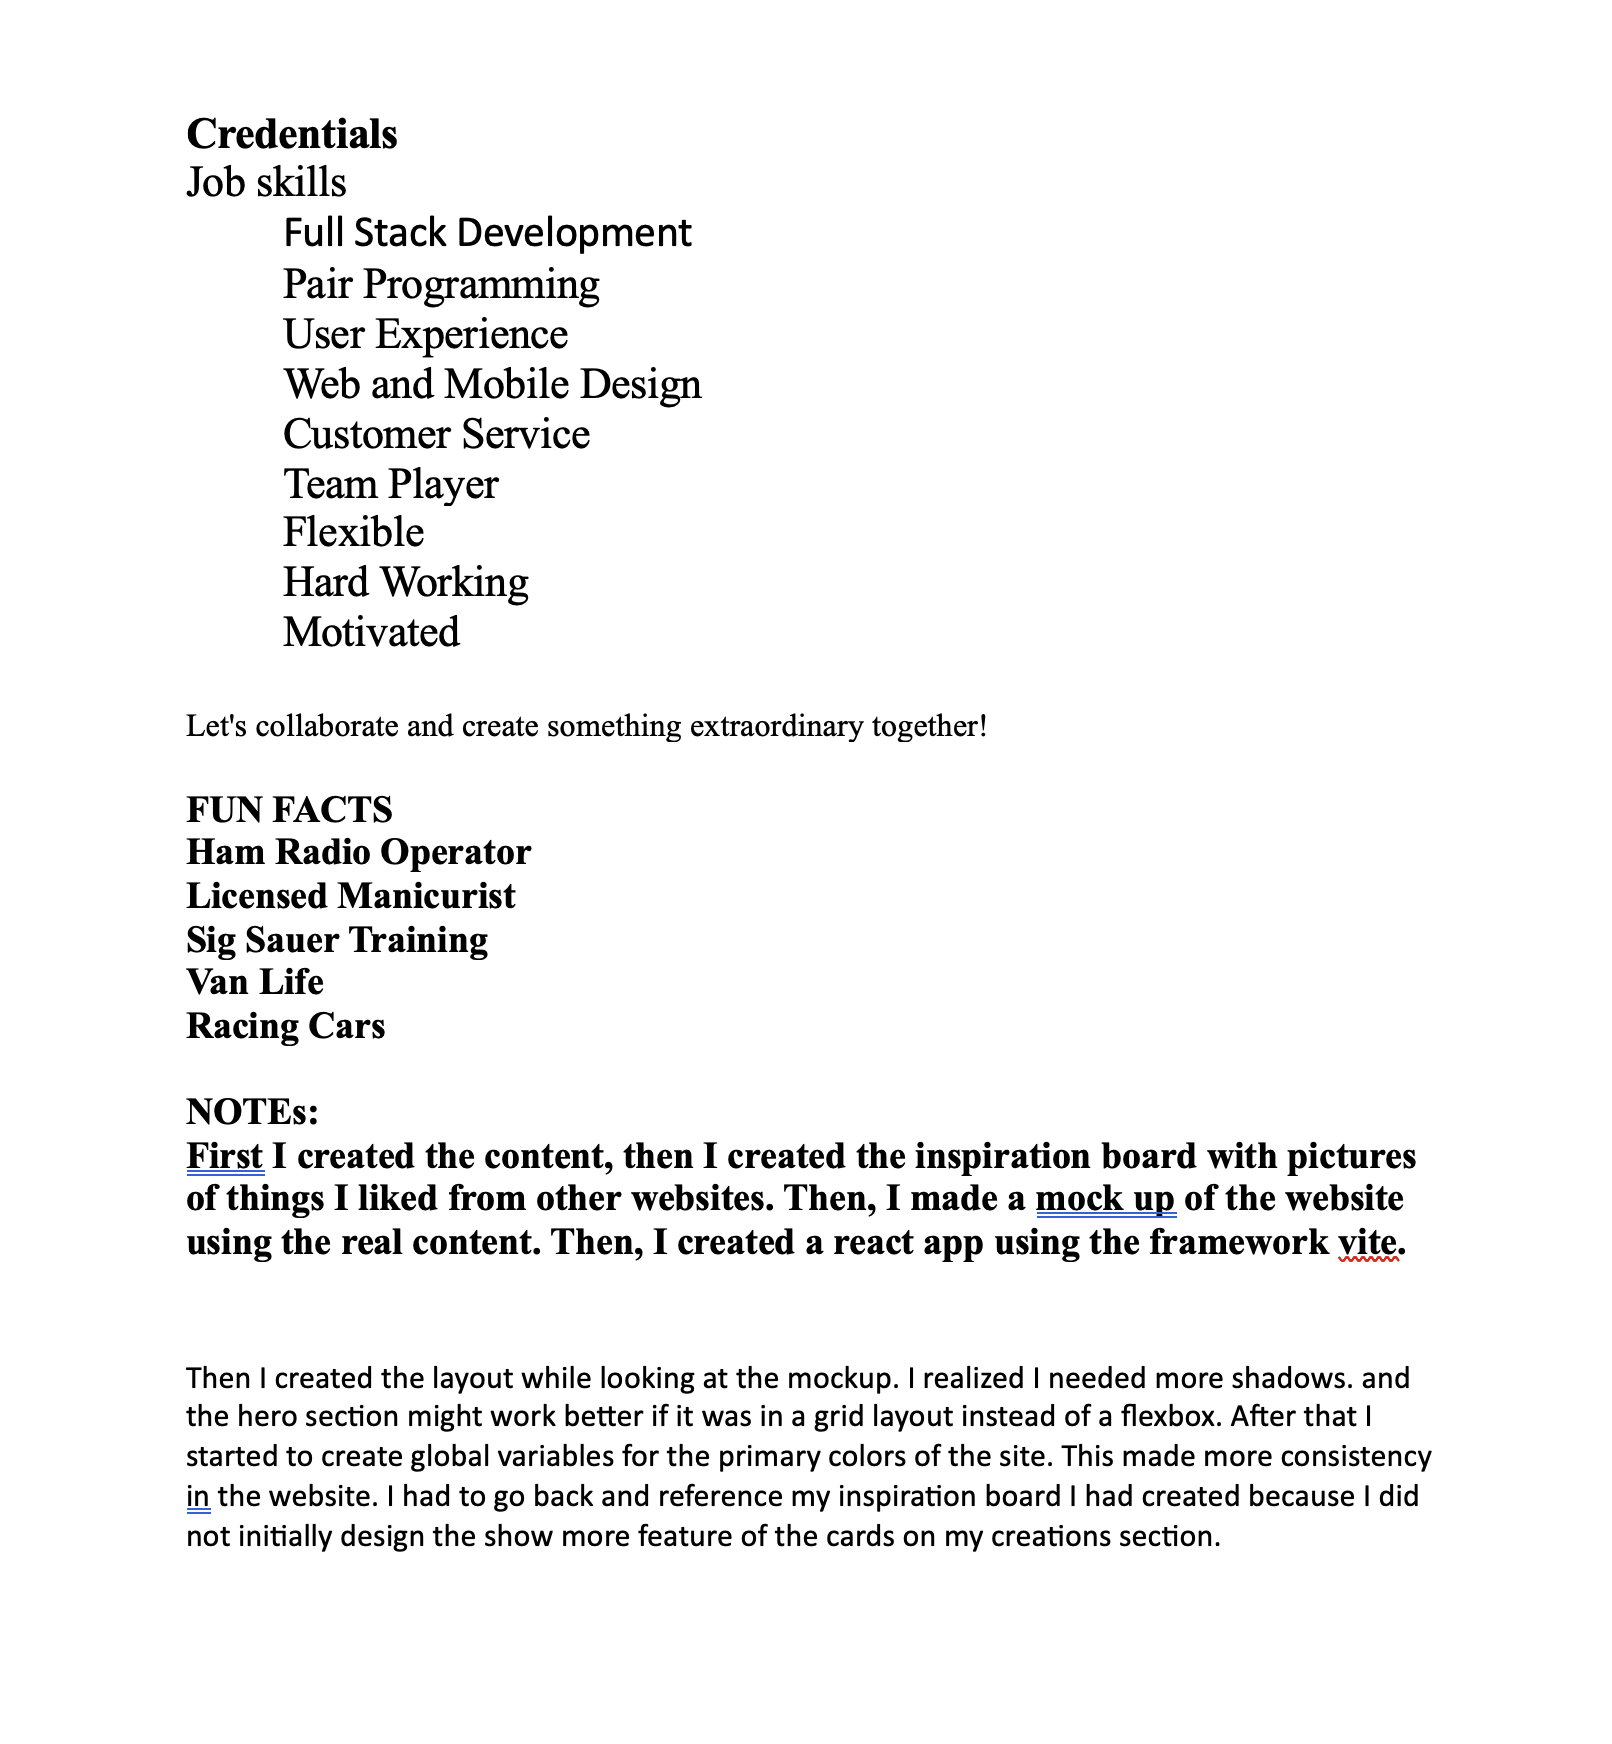 Credentials
Job skills
Full Stack Development
Pair Programming
User Experience
Web and Mobile Design
Customer Service
Team Player
Flexible
Hard Working
Motivated
Let's collaborate and create something extraordinary together!
FUN FACTS
Ham Radio Operator
Licensed Manicurist
Sig Sauer Training
Van Life
Racing Cars
NOTEs:
First I created the content, then I created the inspiration board with pictures
of things I liked from other websites. Then, I made a mock up of the website
using the real content. Then, I created a react app using the framework vite.
Then I created the layout while looking at the mockup. I realized I needed more shadows. and
the hero section might work better if it was in a grid layout instead of a flexbox. After that I
started to create global variables for the primary colors of the site. This made more consistency
in the website. I had to go back and reference my inspiration board I had created because I did
not initially design the show more feature of the cards on my creations section.